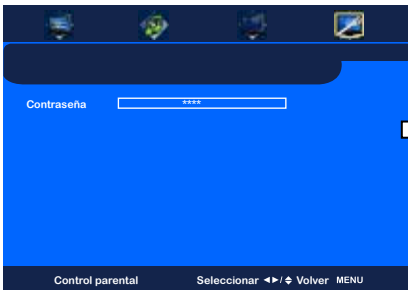 Contraseña ****
Control parental Seleccionar ◄►/ ⬍ Volver MENU